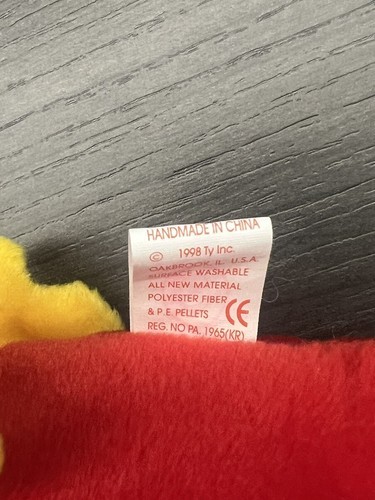 HANDMADE IN CHINA
© 1998 Ty Inc.
OAKBROOK, IL. U.S.A.
SURFACE WASHABLE
ALL NEW MATERIAL
POLYESTER FIBER
& P.E. PELLETS CE
REG. NO PA. 1965(KR)